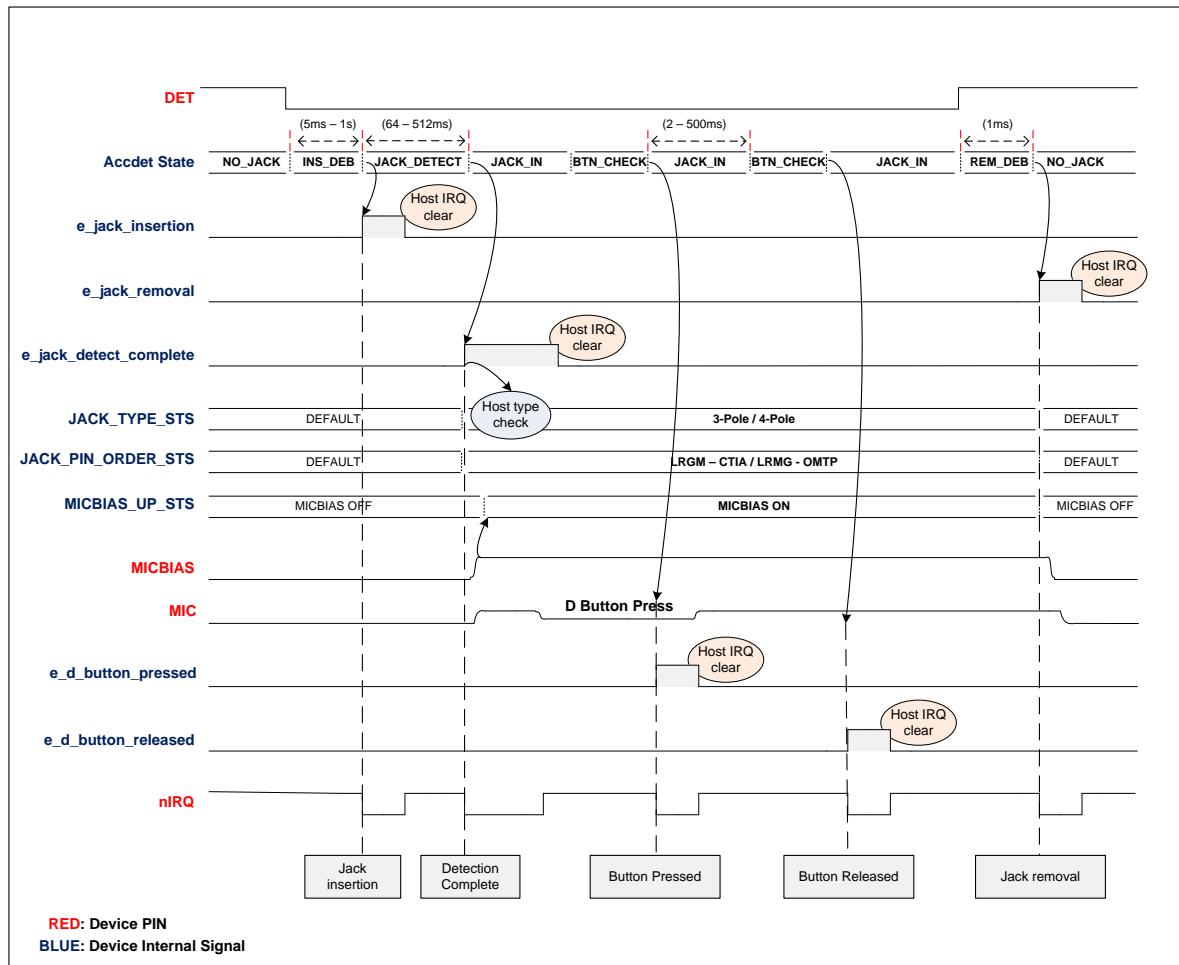 DET
(5ms – 1s) (64 – 512ms) (2 – 500ms) (1ms)
Accdet State NO_JACK INS_DEB JACK_DETECT JACK_IN BTN_CHECK JACK_IN BTN_CHECK JACK_IN REM_DEB NO_JACK
Host IRQ
clear
e_jack_insertion
Host IRQ
clear
e_jack_removal
Host IRQ
clear
e_jack_detect_complete
Host type
check
JACK_TYPE_STS DEFAULT 3-Pole / 4-Pole DEFAULT
JACK_PIN_ORDER_STS DEFAULT LRGM – CTIA / LRMG - OMTP DEFAULT
MICBIAS_UP_STS MICBIAS OFF MICBIAS ON MICBIAS OFF
MICBIAS
MIC D Button Press
Host IRQ
clear
e_d_button_pressed
Host IRQ
clear
e_d_button_released
nIRQ
Jack
insertion
Detection
Complete
Button Pressed
Button Released
Jack removal
RED: Device PIN
BLUE: Device Internal Signal